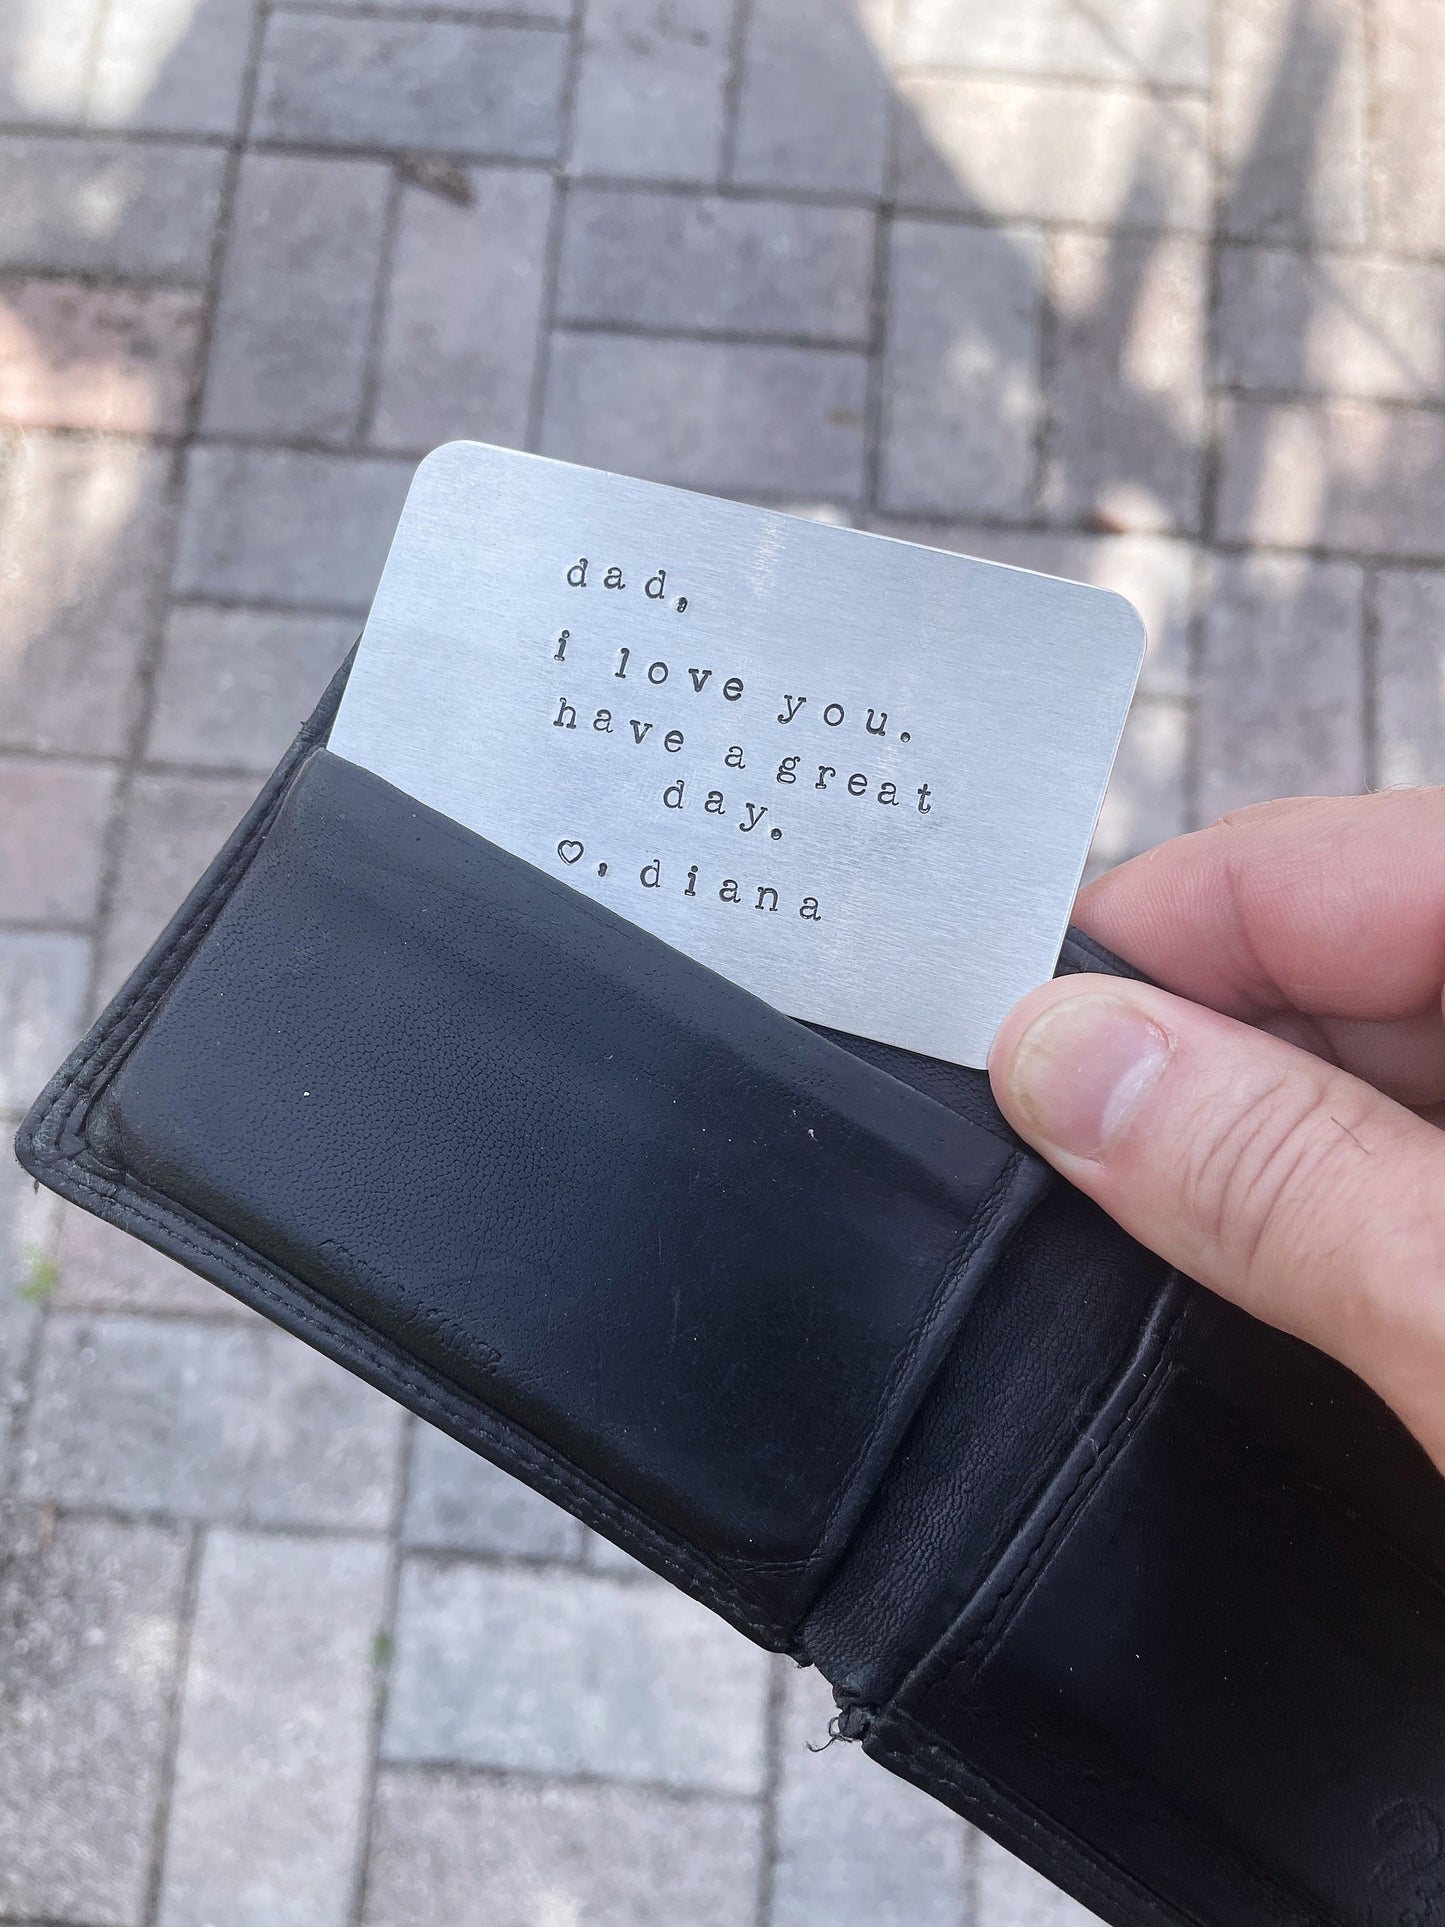 dad,
i love you.
have a great
day.
♡, diana